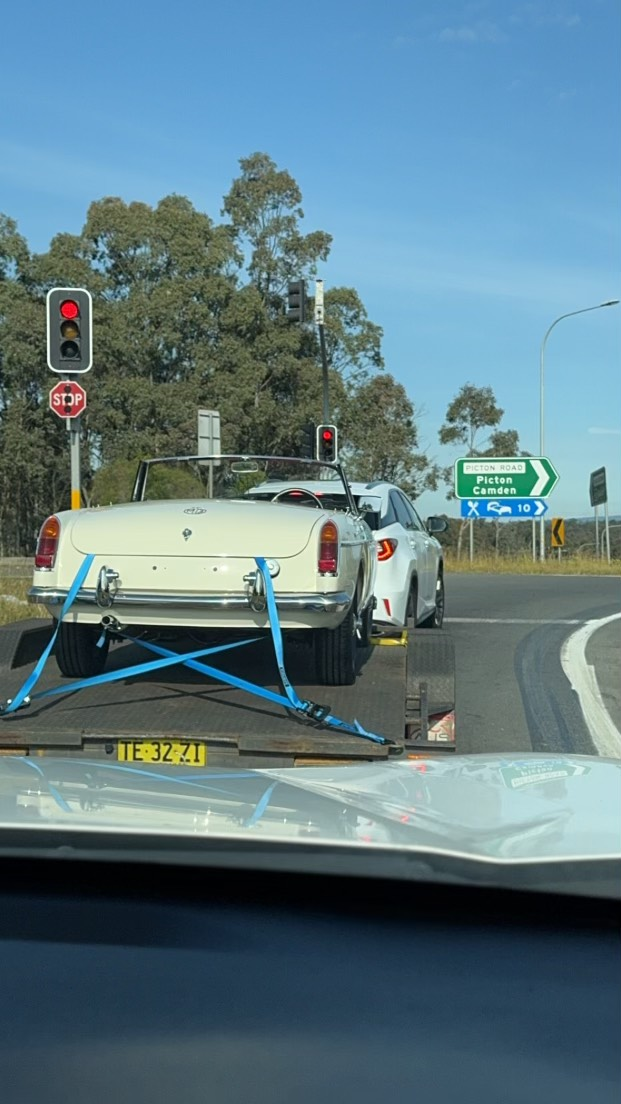 STOP
PICTON ROAD
Picton
Camden
10
TE·32·ZI